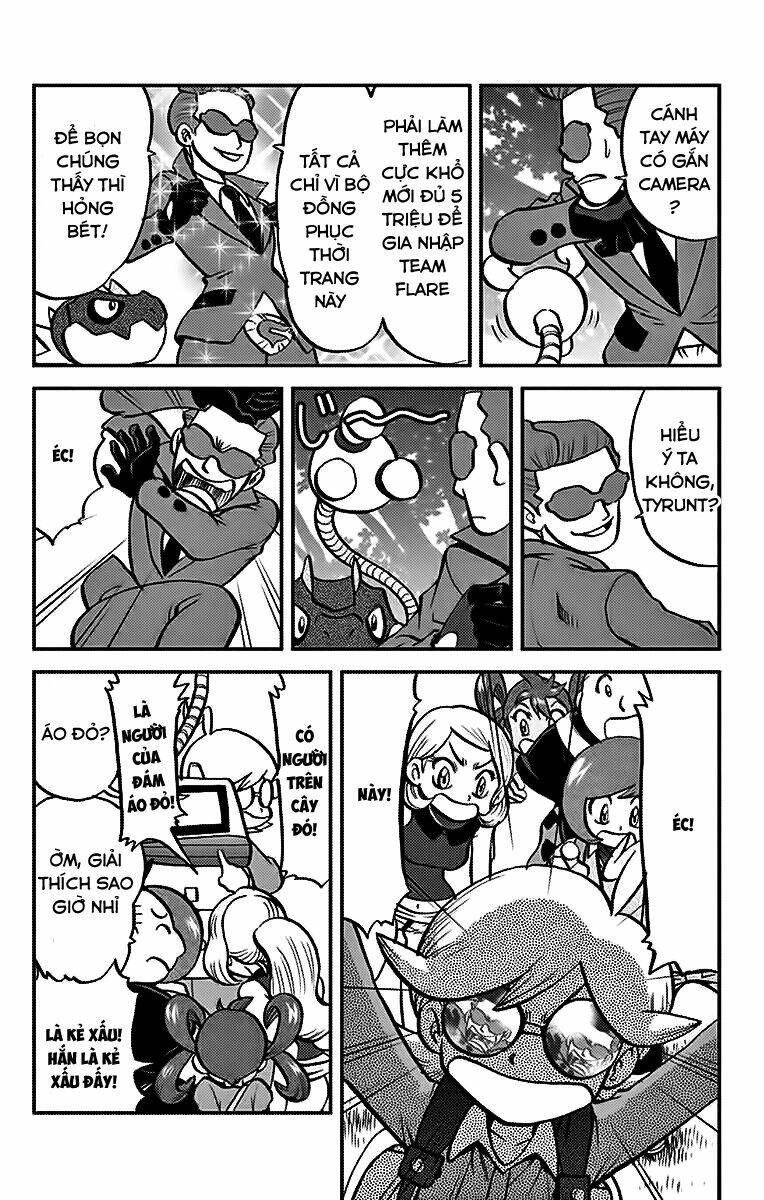 CÁNH
TAY MÁY
CÓ GẮN
CAMERA
?
PHẢI LÀM
THÊM
CỰC KHỔ
MỚI ĐỦ 5
TRIỆU ĐỂ
GIA NHẬP
TEAM
FLARE
TẤT CẢ
CHỈ VÌ BỘ
ĐỒNG
PHỤC THỜI
TRANG
NÀY
ĐỂ BỌN
CHÚNG
THẤY THÌ
HỎNG
BÉT!
HIỂU
Ý TA
KHÔNG,
TYRUNT?
ÉC!
ÉC!
NÀY!
CÓ
NGƯỜI
TRÊN
CÂY
ĐÓ!
LÀ
NGƯỜI
CỦA
ĐÁM
ÁO ĐỎ!
ÁO ĐỎ?
ỜM, GIẢI
THÍCH SAO
GIỜ NHỈ
LÀ KẺ XẤU!
HẮN LÀ KẺ
XẤU ĐẤY!